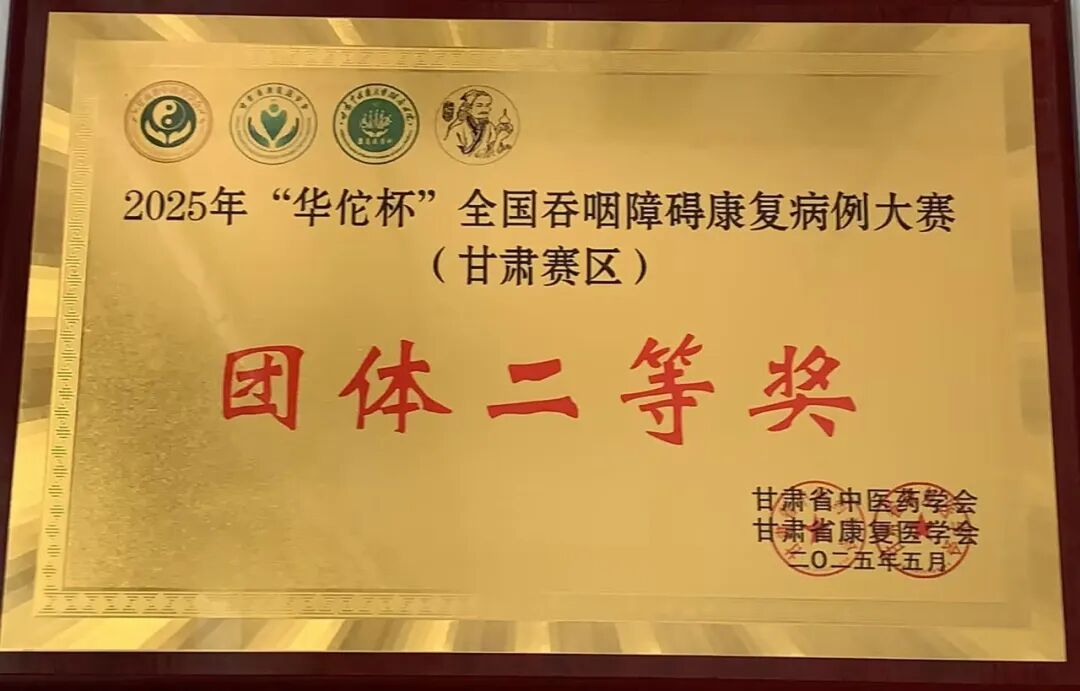 2025年“华佗杯”全国吞咽障碍康复病例大赛
（甘肃赛区）
团体二等奖
甘肃省中医药学会
甘肃省康复医学会
二〇二五年五月